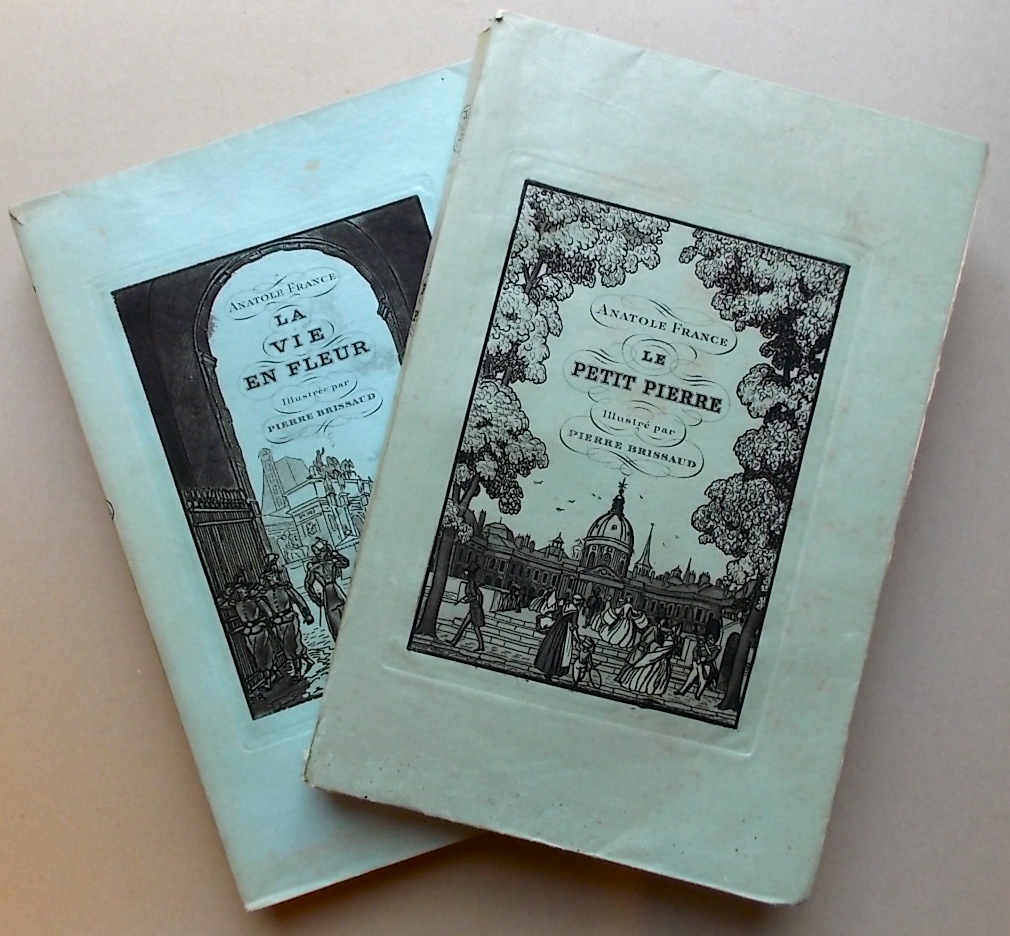 ANATOLE FRANCE
LA
VIE
EN FLEUR
Illustrée par
PIERRE BRISSAUD
ANATOLE FRANCE
LE
PETIT PIERRE
Illustré par
PIERRE BRISSAUD